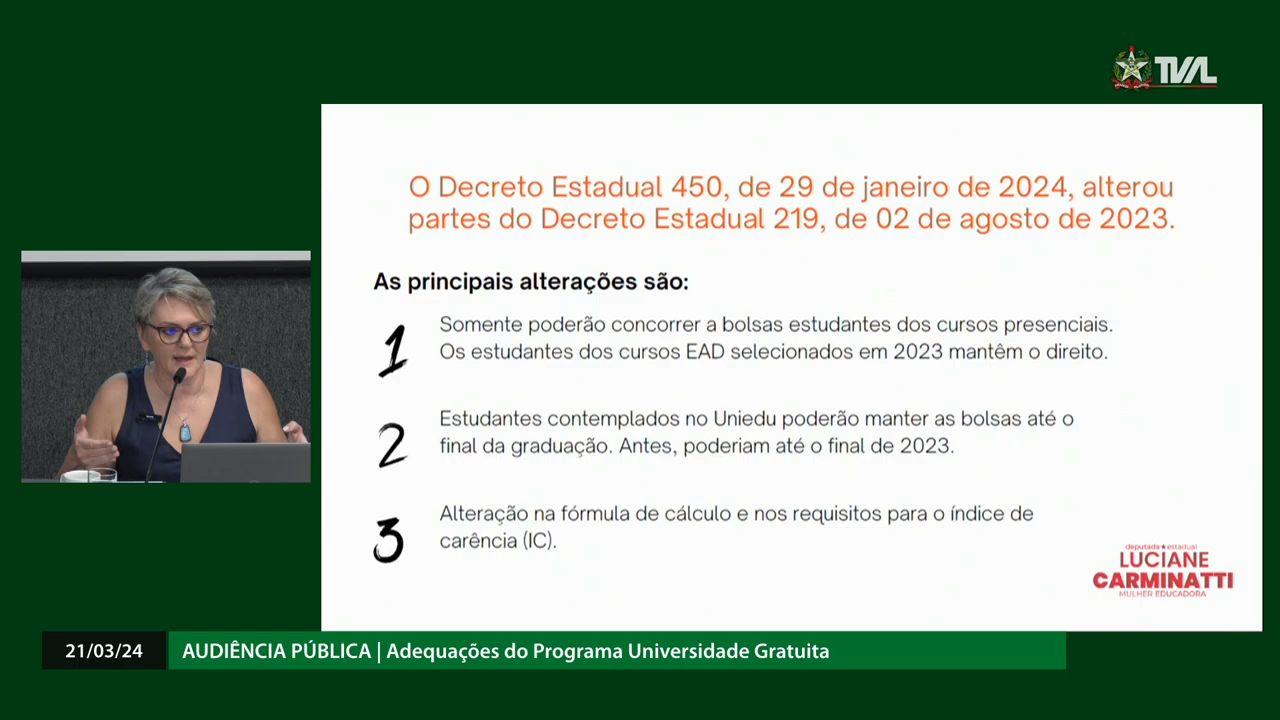 TVAL
O Decreto Estadual 450, de 29 de janeiro de 2024, alterou
partes do Decreto Estadual 219, de 02 de agosto de 2023.
As principais alterações são:
1
Somente poderão concorrer a bolsas estudantes dos cursos presenciais.
Os estudantes dos cursos EAD selecionados em 2023 mantêm o direito.
2
Estudantes contemplados no Uniedu poderão manter as bolsas até o
final da graduação. Antes, poderiam até o final de 2023.
3
Alteração na fórmula de cálculo e nos requisitos para o índice de
carência (IC).
deputada estadual
LUCIANE
CARMINATTI
MULHER EDUCADORA
21/03/24
AUDIÊNCIA PÚBLICA | Adequações do Programa Universidade Gratuita